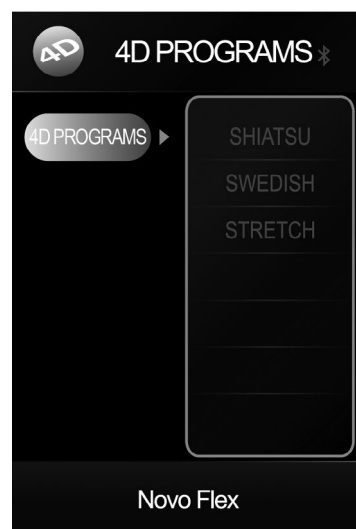 4D
4D PROGRAMS
4D PROGRAMS
SHIATSU
SWEDISH
STRETCH
Novo Flex